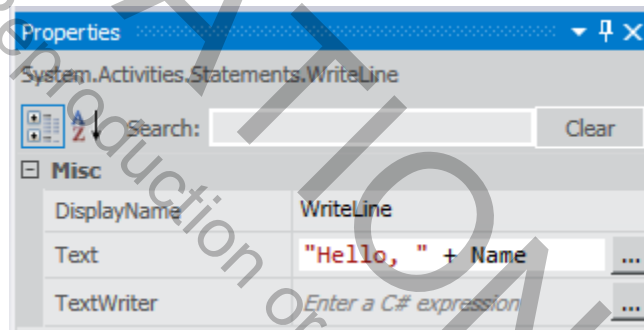 Properties
System.Activities.Statements.WriteLine
Search: Clear
Misc
DisplayName WriteLine
Text "Hello, " + Name ...
TextWriter Enter a C# expression ...